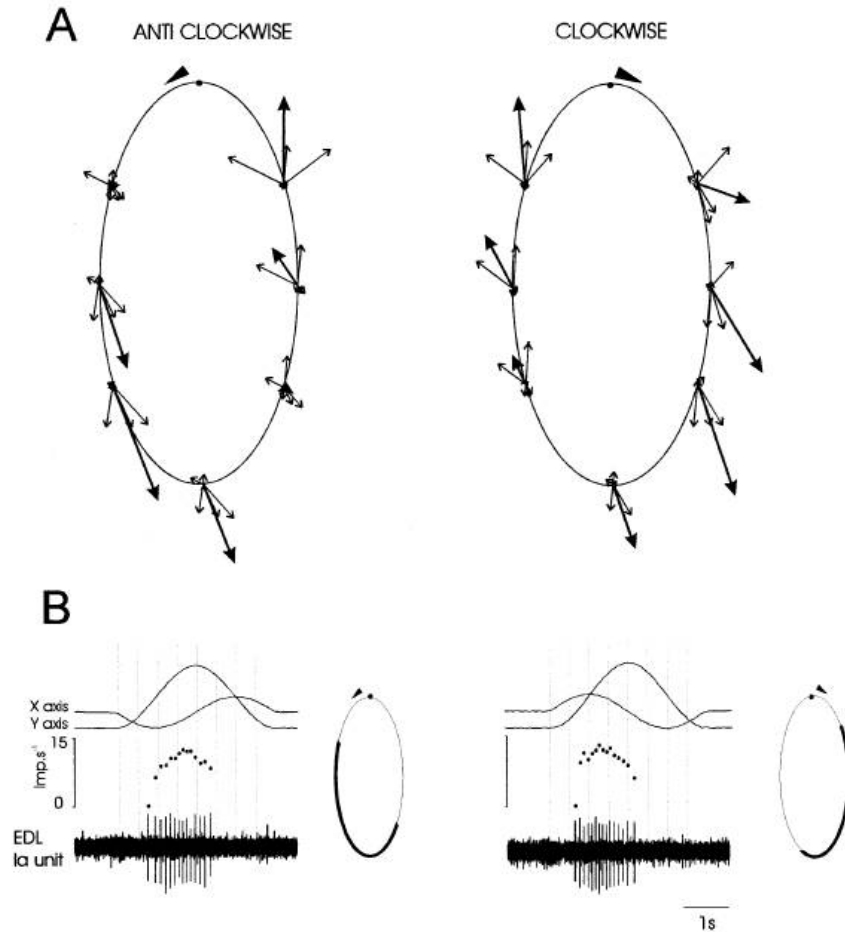 A
ANTI CLOCKWISE
CLOCKWISE
B
X axis
Y axis
15
Imp.s⁻¹
0
EDL
Ia unit
1s